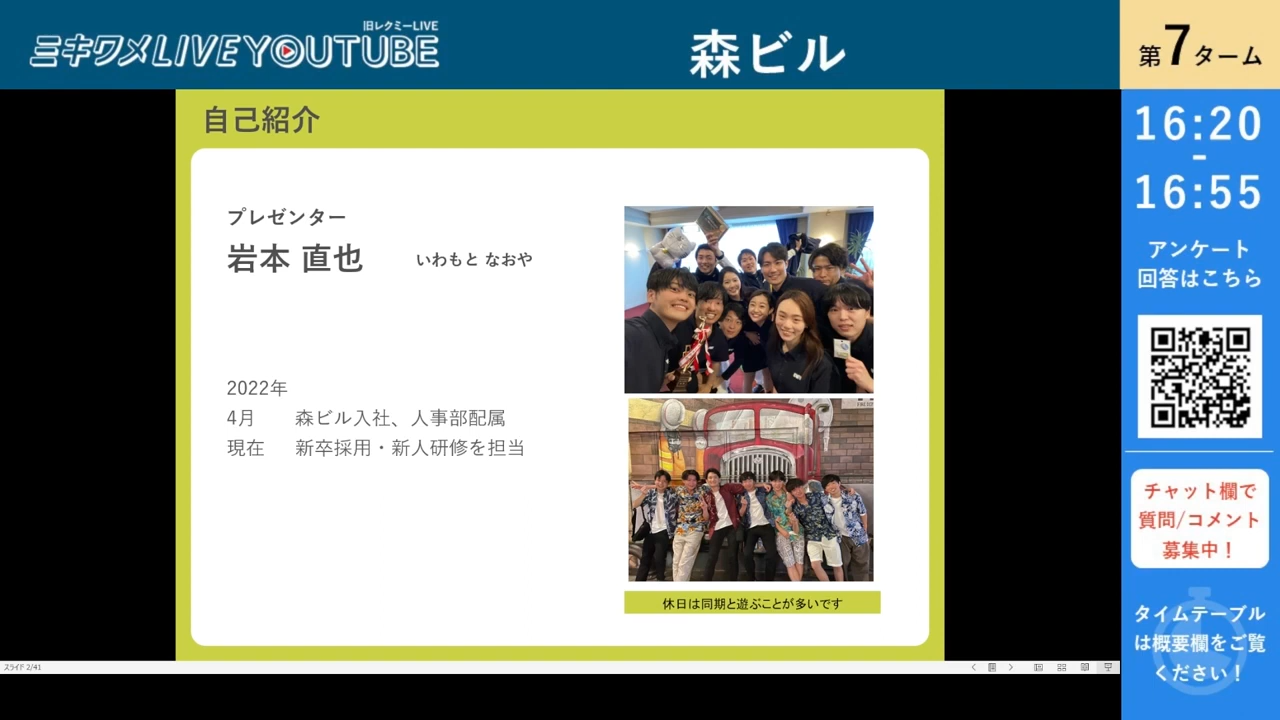 旧レクミーLIVE
ミキワメLIVE YOUTUBE
森ビル
第7ターム
自己紹介
プレゼンター
岩本 直也 いわもと なおや
2022年
4月 森ビル入社、人事部配属
現在 新卒採用・新人研修を担当
休日は同期と遊ぶことが多いです
16:20
-
16:55
アンケート
回答はこちら
チャット欄で
質問/コメント
募集中！
タイムテーブル
は概要欄をご覧
ください！
スライド 2/41